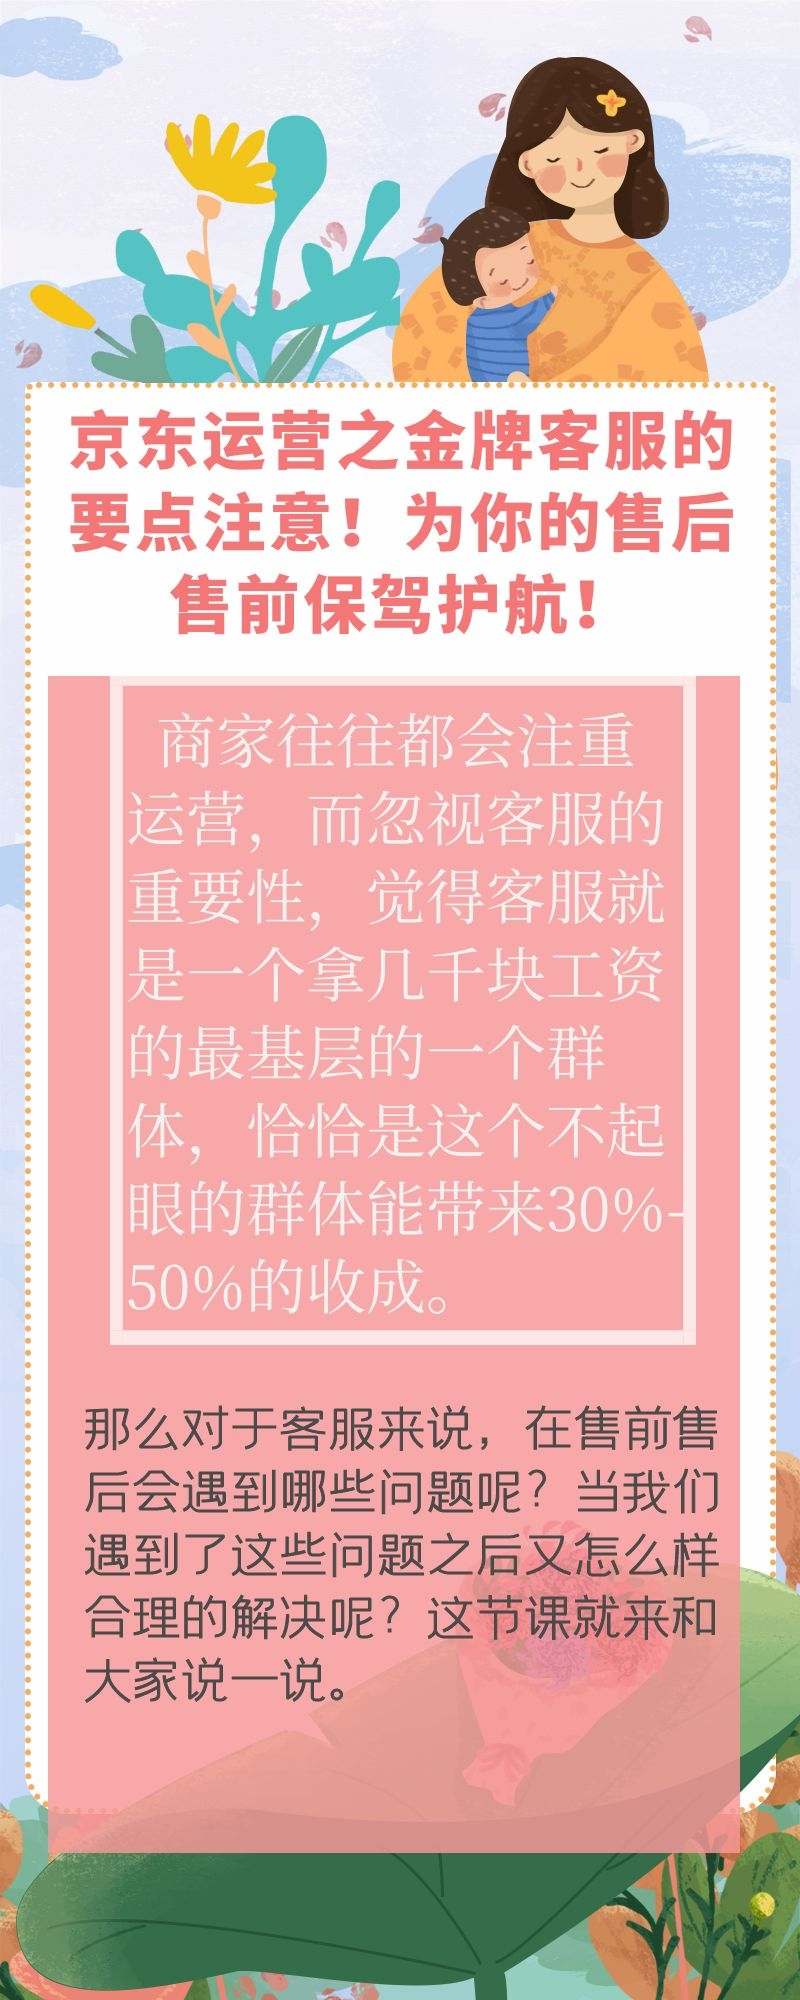 京东运营之金牌客服的
要点注意！为你的售后
售前保驾护航！
商家往往都会注重
运营，而忽视客服的
重要性，觉得客服就
是一个拿几千块工资
的最基层的一个群
体，恰恰是这个不起
眼的群体能带来30%-
50%的收成。
那么对于客服来说，在售前售
后会遇到哪些问题呢？当我们
遇到了这些问题之后又怎么样
合理的解决呢？这节课就来和
大家说一说。